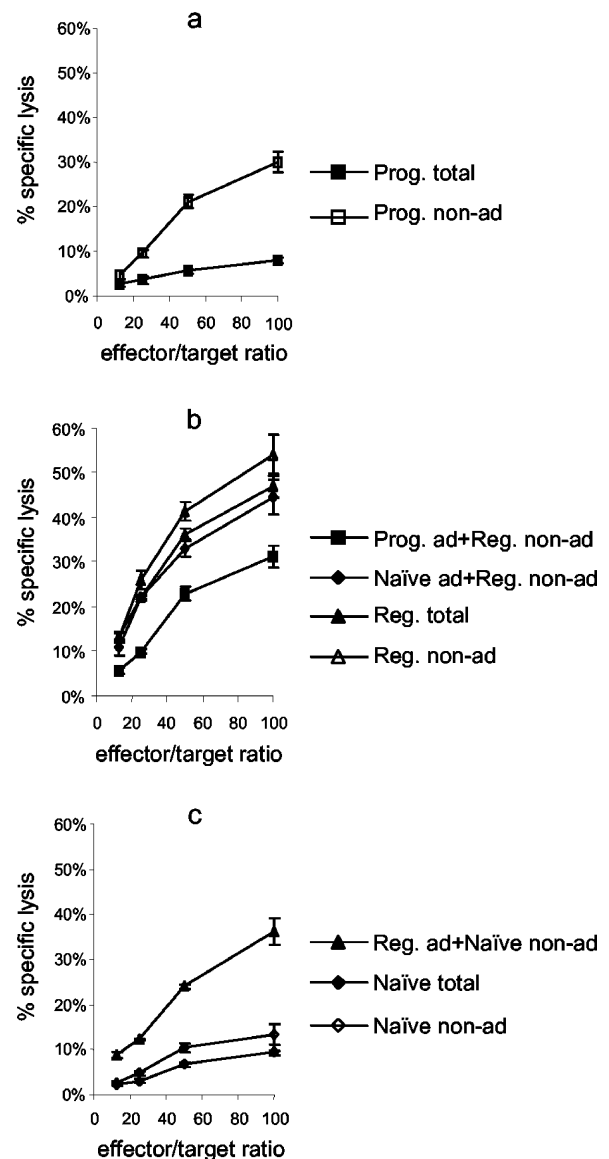 a
60%
50%
40%
30%
20%
10%
0%
% specific lysis
0 20 40 60 80 100
effector/target ratio
Prog. total
Prog. non-ad
b
60%
50%
40%
30%
20%
10%
0%
% specific lysis
0 20 40 60 80 100
effector/target ratio
Prog. ad+Reg. non-ad
Naïve ad+Reg. non-ad
Reg. total
Reg. non-ad
c
60%
50%
40%
30%
20%
10%
0%
% specific lysis
0 20 40 60 80 100
effector/target ratio
Reg. ad+Naïve non-ad
Naïve total
Naïve non-ad